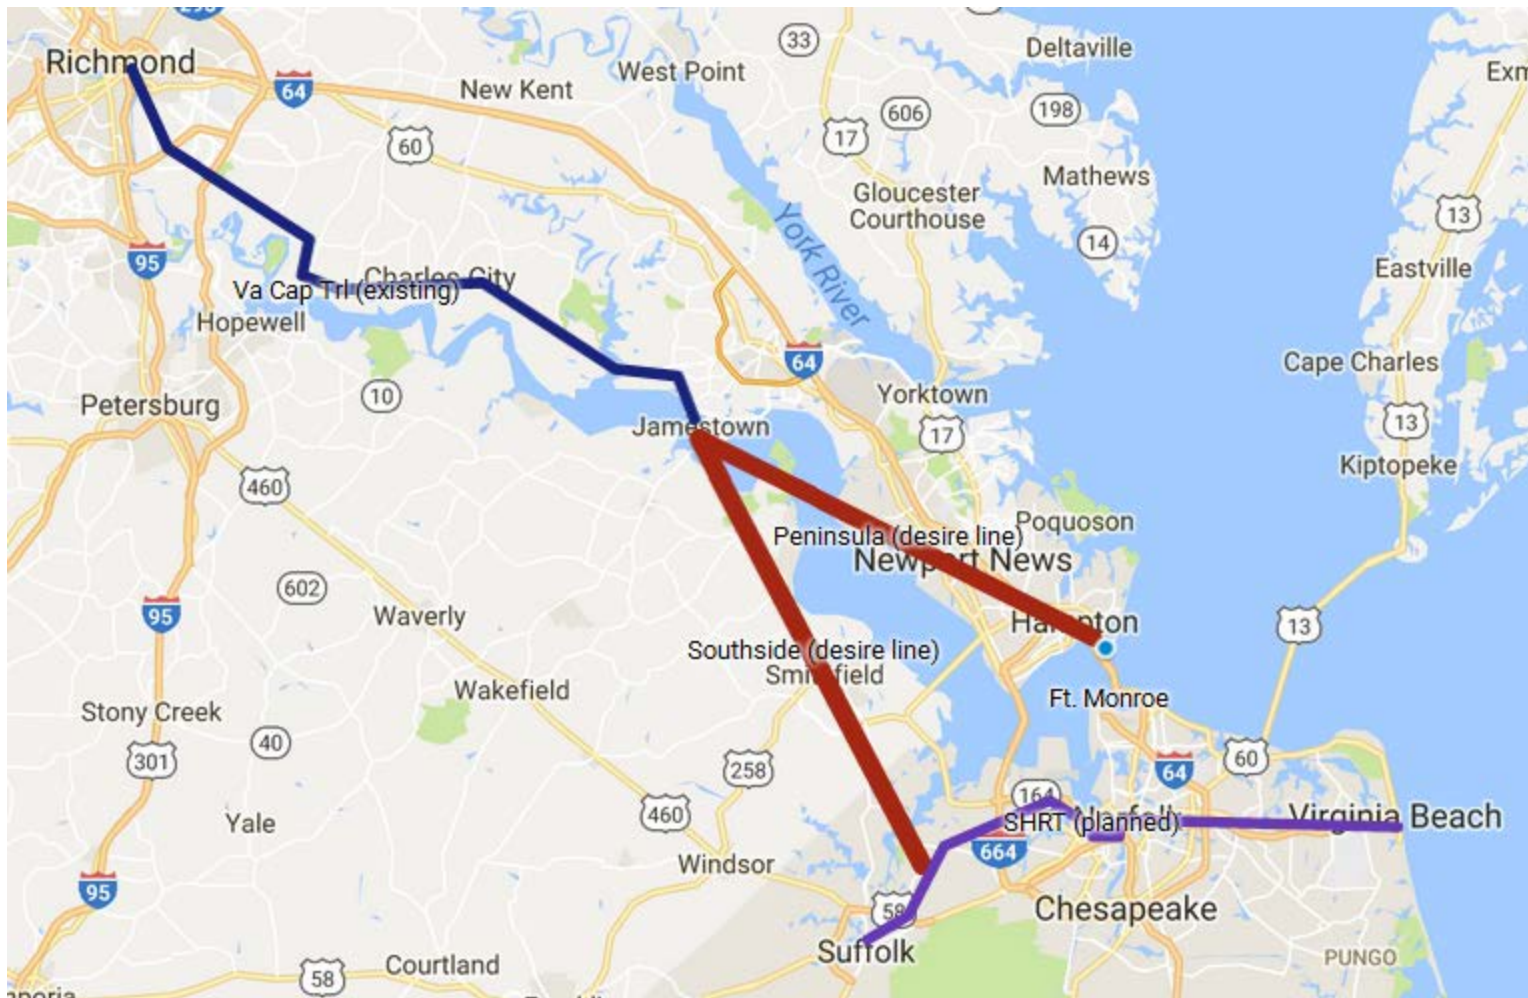 295
Richmond
64
New Kent
West Point
33
Deltaville
Exm
60
17
606
198
Mathews
Gloucester
Courthouse
14
13
York River
95
Charles City
Va Cap Trl (existing)
Hopewell
Eastville
64
Cape Charles
10
Petersburg
Yorktown
17
13
Jamestown
Kiptopeke
460
Poquoson
Peninsula (desire line)
Newport News
602
95
Waverly
Hampton
13
Southside (desire line)
Smithfield
Wakefield
Ft. Monroe
Stony Creek
301
40
258
64
60
164
460
Yale
Norfolk
SHRT (planned)
Virginia Beach
664
Windsor
95
58
Chesapeake
Suffolk
PUNGO
Courtland
58